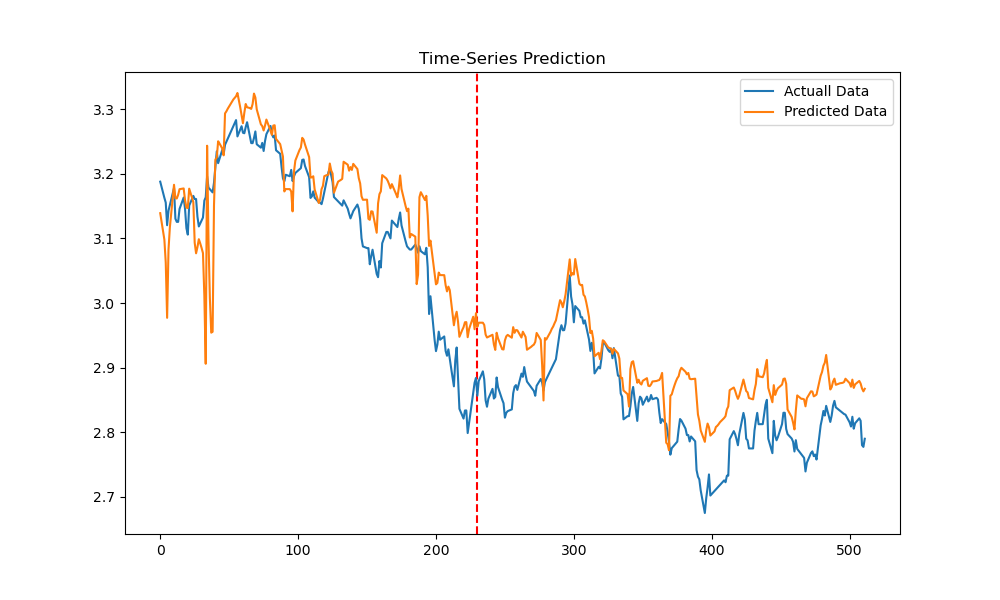 Time-Series Prediction
Actuall Data
Predicted Data
3.3
3.2
3.1
3.0
2.9
2.8
2.7
0 100 200 300 400 500